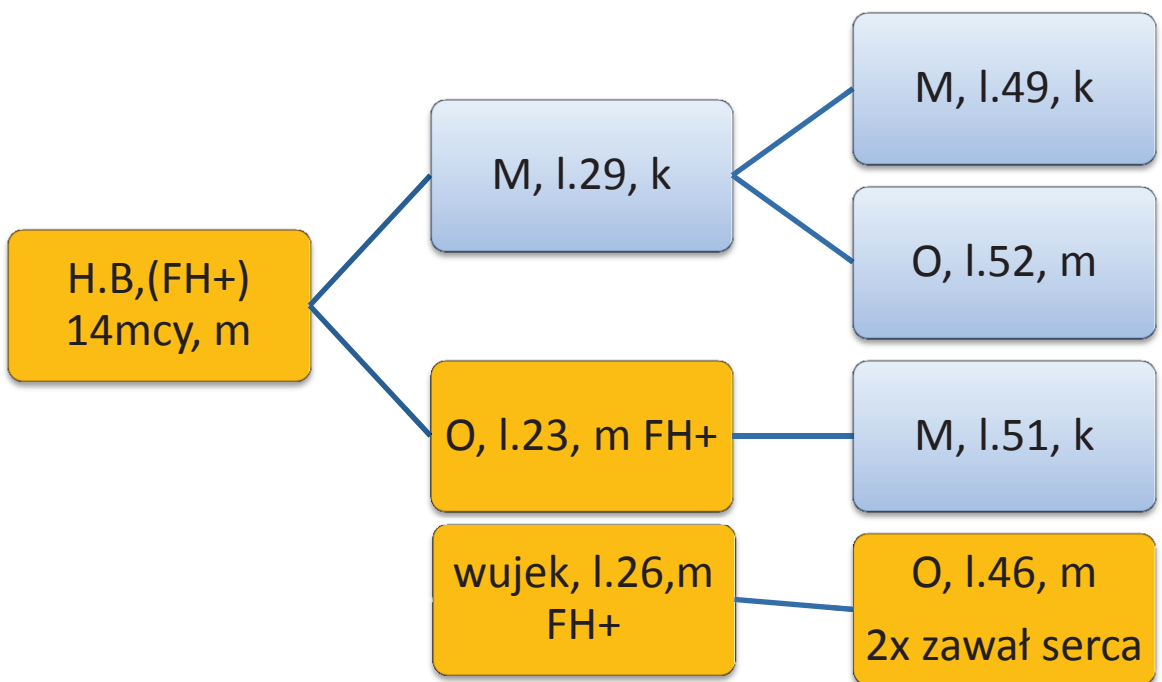 H.B,(FH+)
14mcy, m
M, l.29, k
O, l.23, m FH+
wujek, l.26,m
FH+
M, l.49, k
O, l.52, m
M, l.51, k
O, l.46, m
2x zawał serca